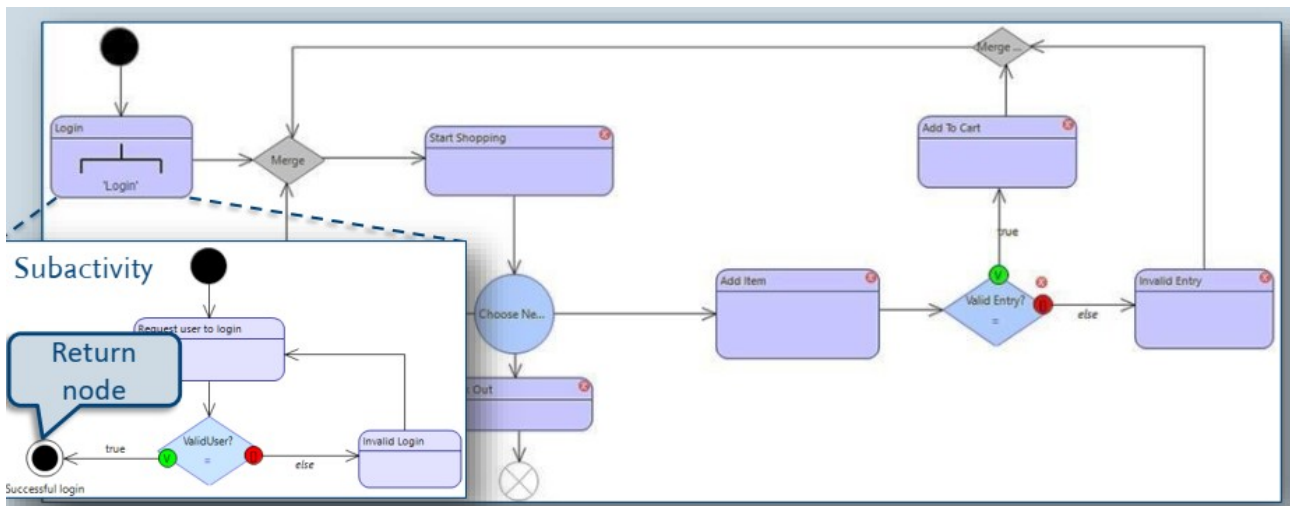 Merge ...
Login
'Login'
Merge
Start Shopping
Add To Cart
true
Subactivity
Choose Ne...
Add Item
Valid Entry?
=
else
Invalid Entry
Request user to login
Return
node
Out
ValidUser?
=
true
else
Invalid Login
Successful login